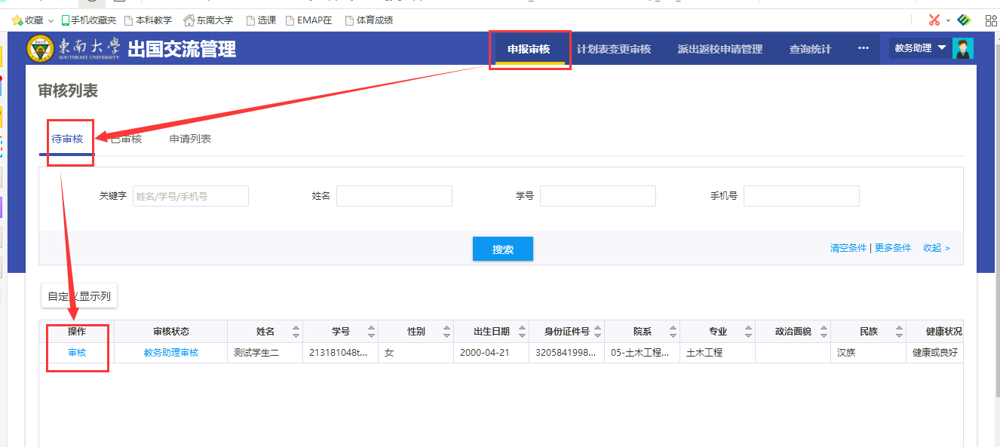 收藏 手机收藏夹 本科教学 东南大学 选课 EMAP在 体育成绩
東南大學 SOUTHEAST UNIVERSITY 出国交流管理 申报审核 计划表变更审核 派出返校申请管理 查询统计 ··· 教务助理
审核列表
待审核 已审核 申请列表
关键字 姓名/学号/手机号 姓名 学号 手机号
搜索 清空条件 | 更多条件 收起 >
自定义显示列
操作 审核状态 姓名 学号 性别 出生日期 身份证件号 院系 专业 政治面貌 民族 健康状况
审核 教务助理审核 测试学生二 213181048t... 女 2000-04-21 3205841998... 05-土木工程... 土木工程 汉族 健康或良好